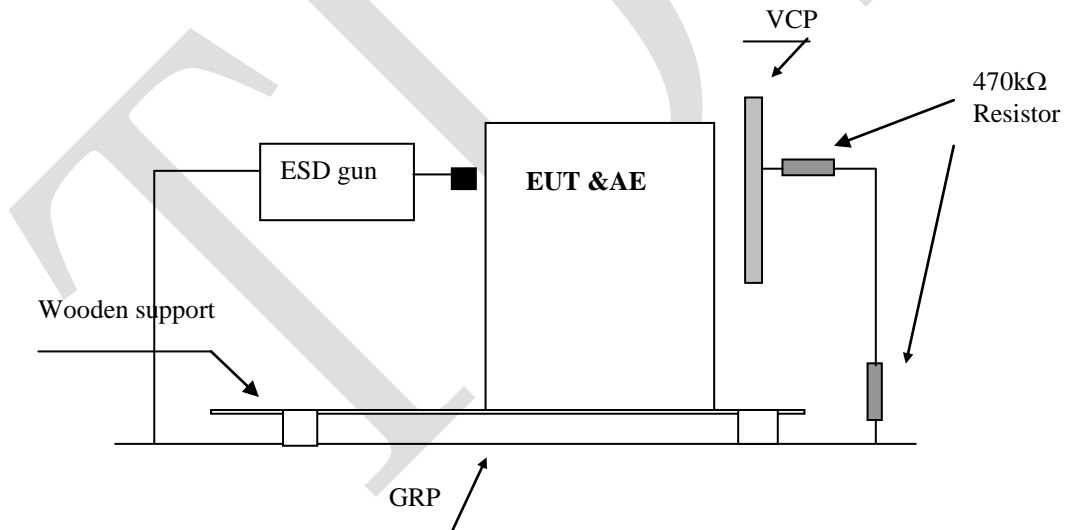 VCP
470kΩ
Resistor
ESD gun
EUT &AE
Wooden support
GRP